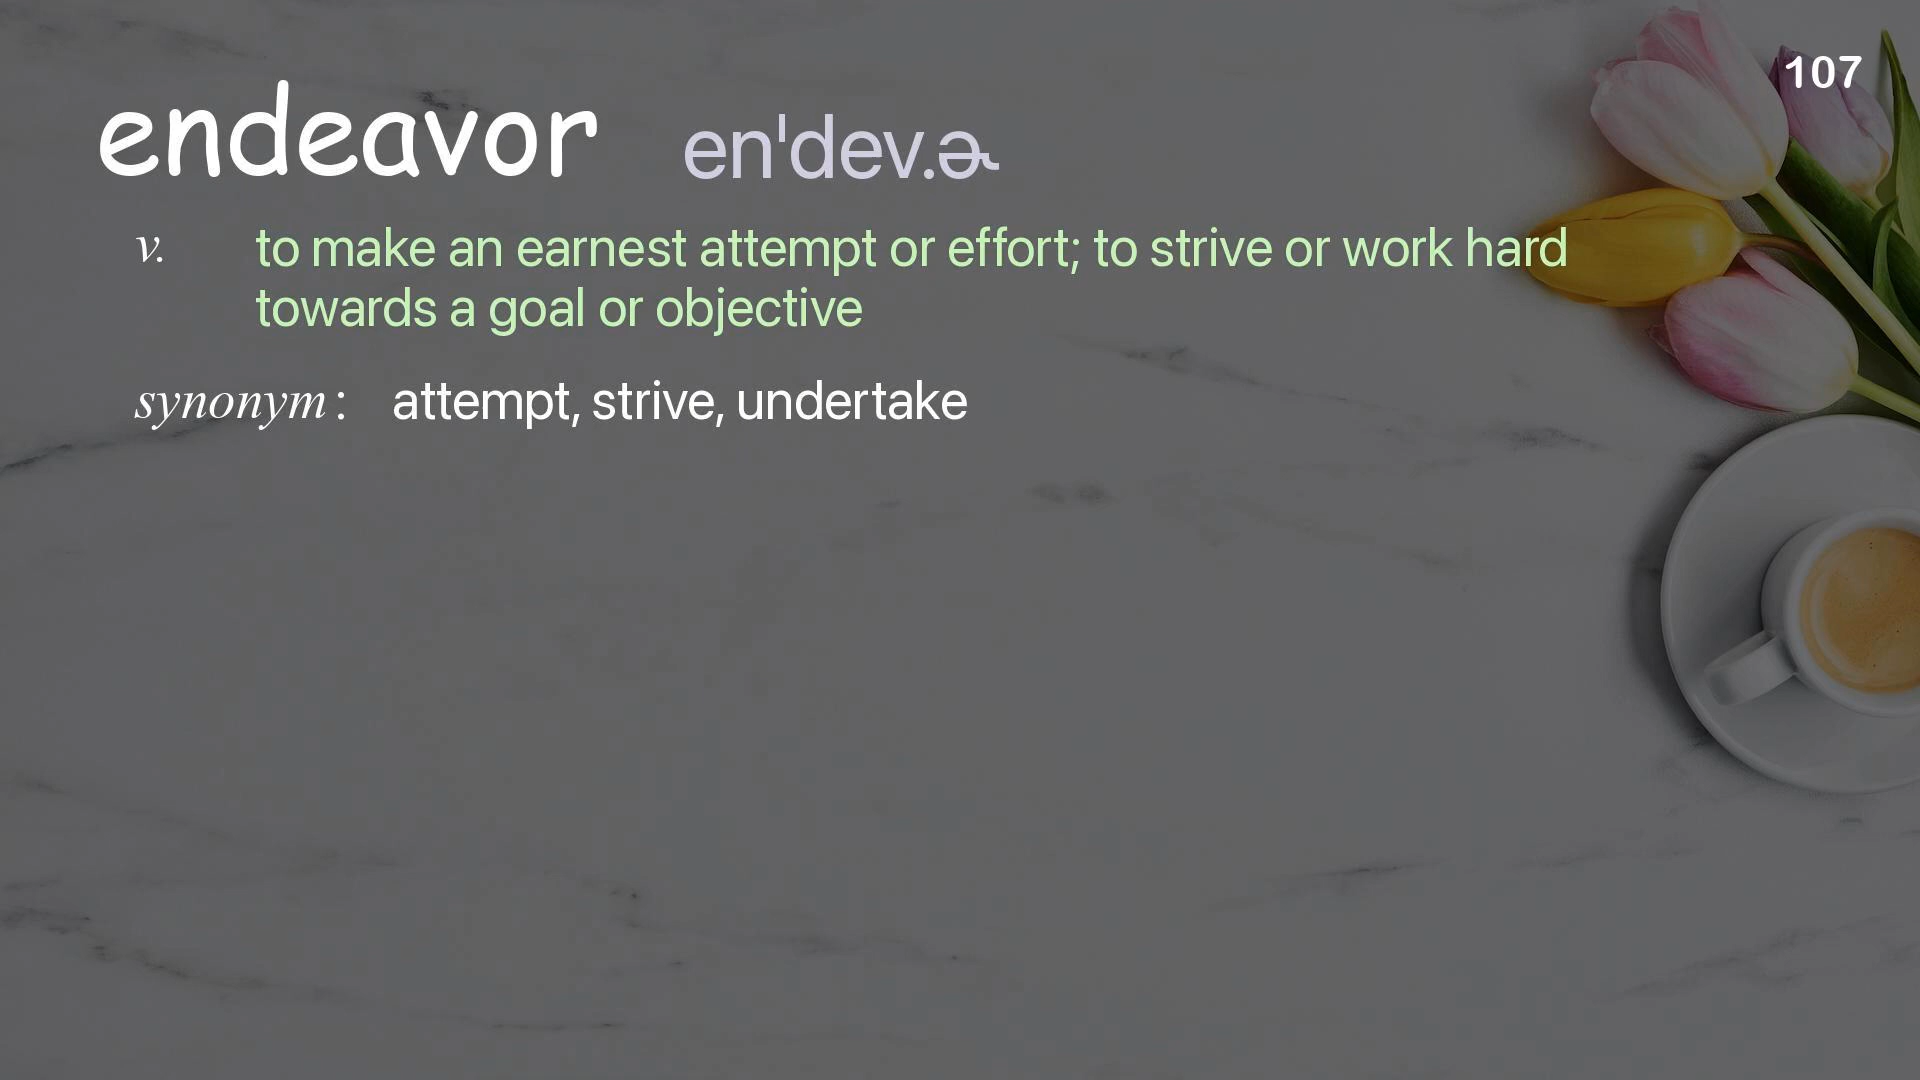 107
endeavor en'dev.ɚ
v. to make an earnest attempt or effort; to strive or work hard
towards a goal or objective
synonym: attempt, strive, undertake